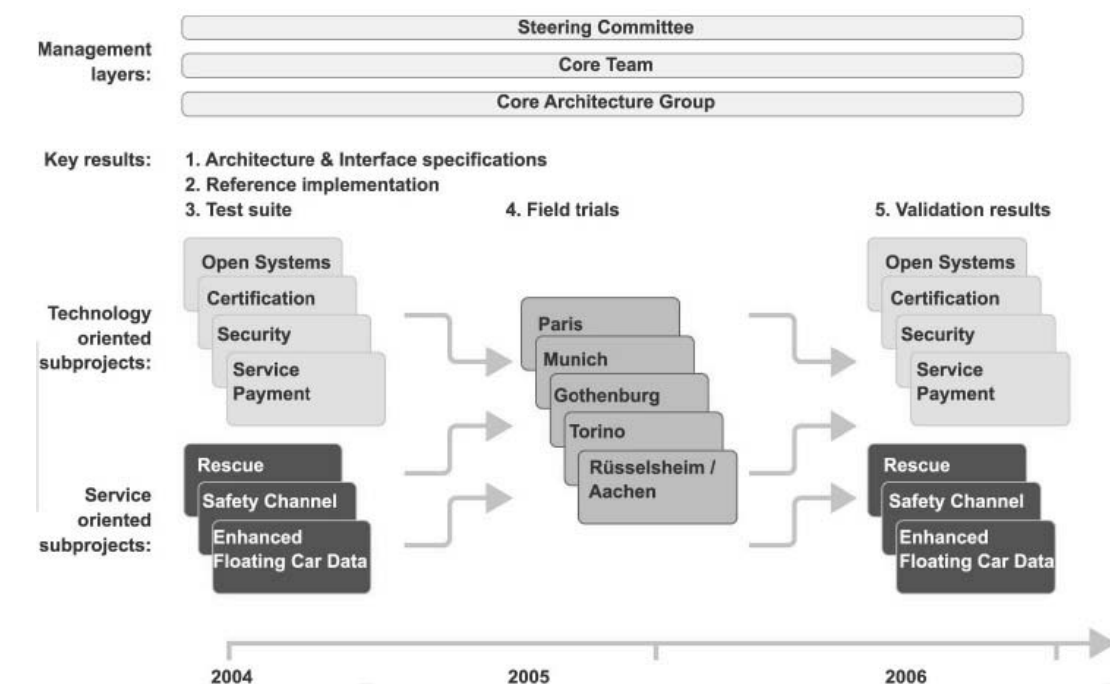 Steering Committee
Management
layers:
Core Team
Core Architecture Group
Key results:
1. Architecture & Interface specifications
2. Reference implementation
3. Test suite
4. Field trials
5. Validation results
Technology
oriented
subprojects:
Open Systems
Certification
Security
Service
Payment
Service
oriented
subprojects:
Rescue
Safety Channel
Enhanced
Floating Car Data
Paris
Munich
Gothenburg
Torino
Rüsselsheim /
Aachen
Open Systems
Certification
Security
Service
Payment
Rescue
Safety Channel
Enhanced
Floating Car Data
2004
2005
2006